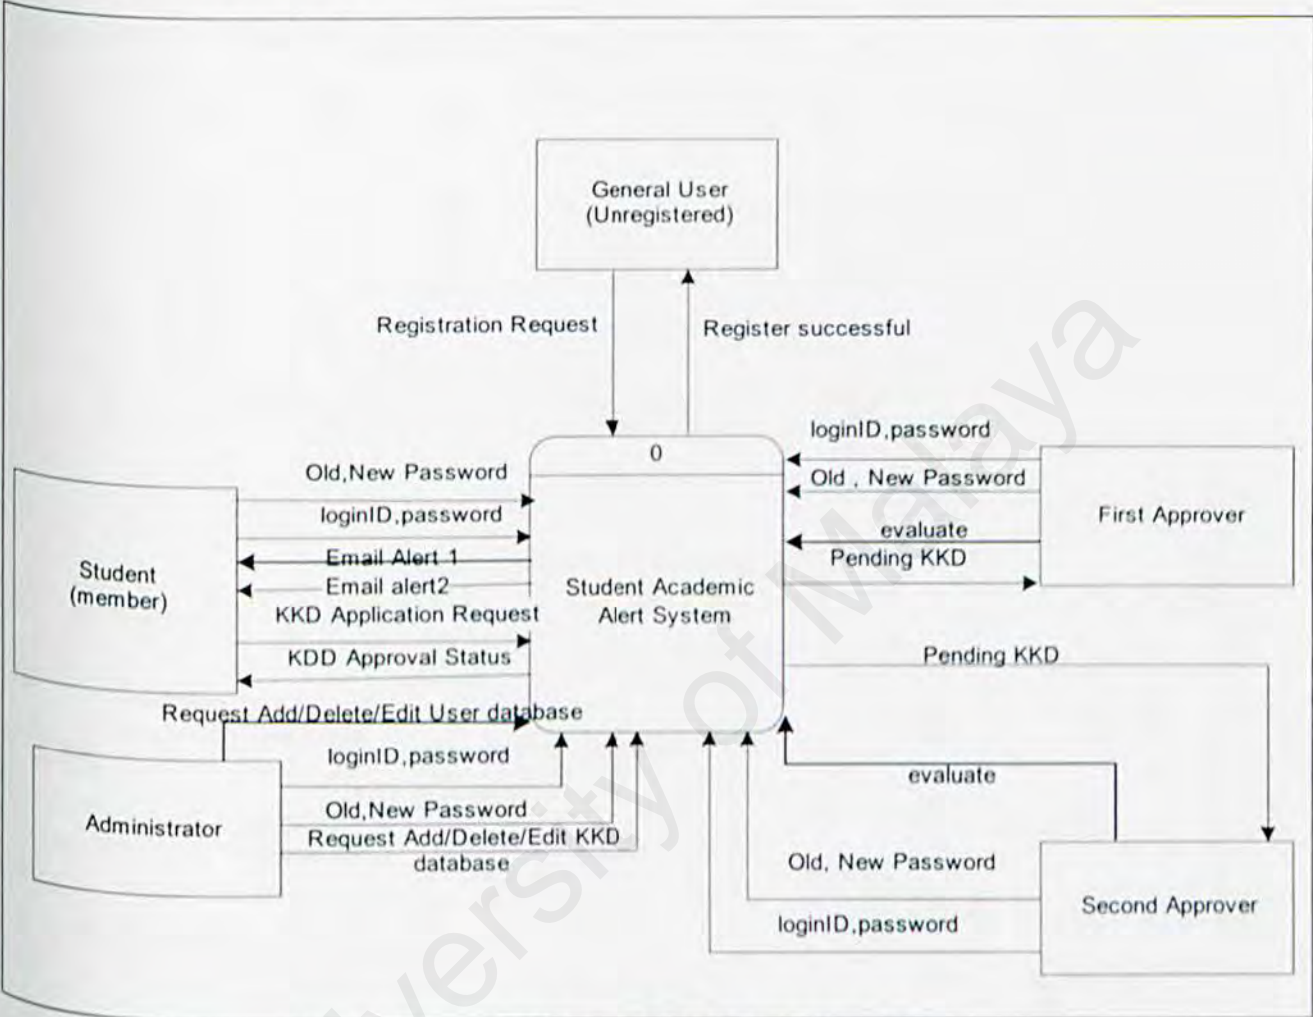 General User
(Unregistered)
Registration Request
Register successful
0
Student Academic
Alert System
Old,New Password
loginID,password
Email Alert 1
Email alert2
KKD Application Request
KDD Approval Status
Student
(member)
loginID,password
Old , New Password
evaluate
Pending KKD
First Approver
Request Add/Delete/Edit User database
loginID,password
Old,New Password
Request Add/Delete/Edit KKD
database
Administrator
Pending KKD
evaluate
Old, New Password
loginID,password
Second Approver
University of Malaya